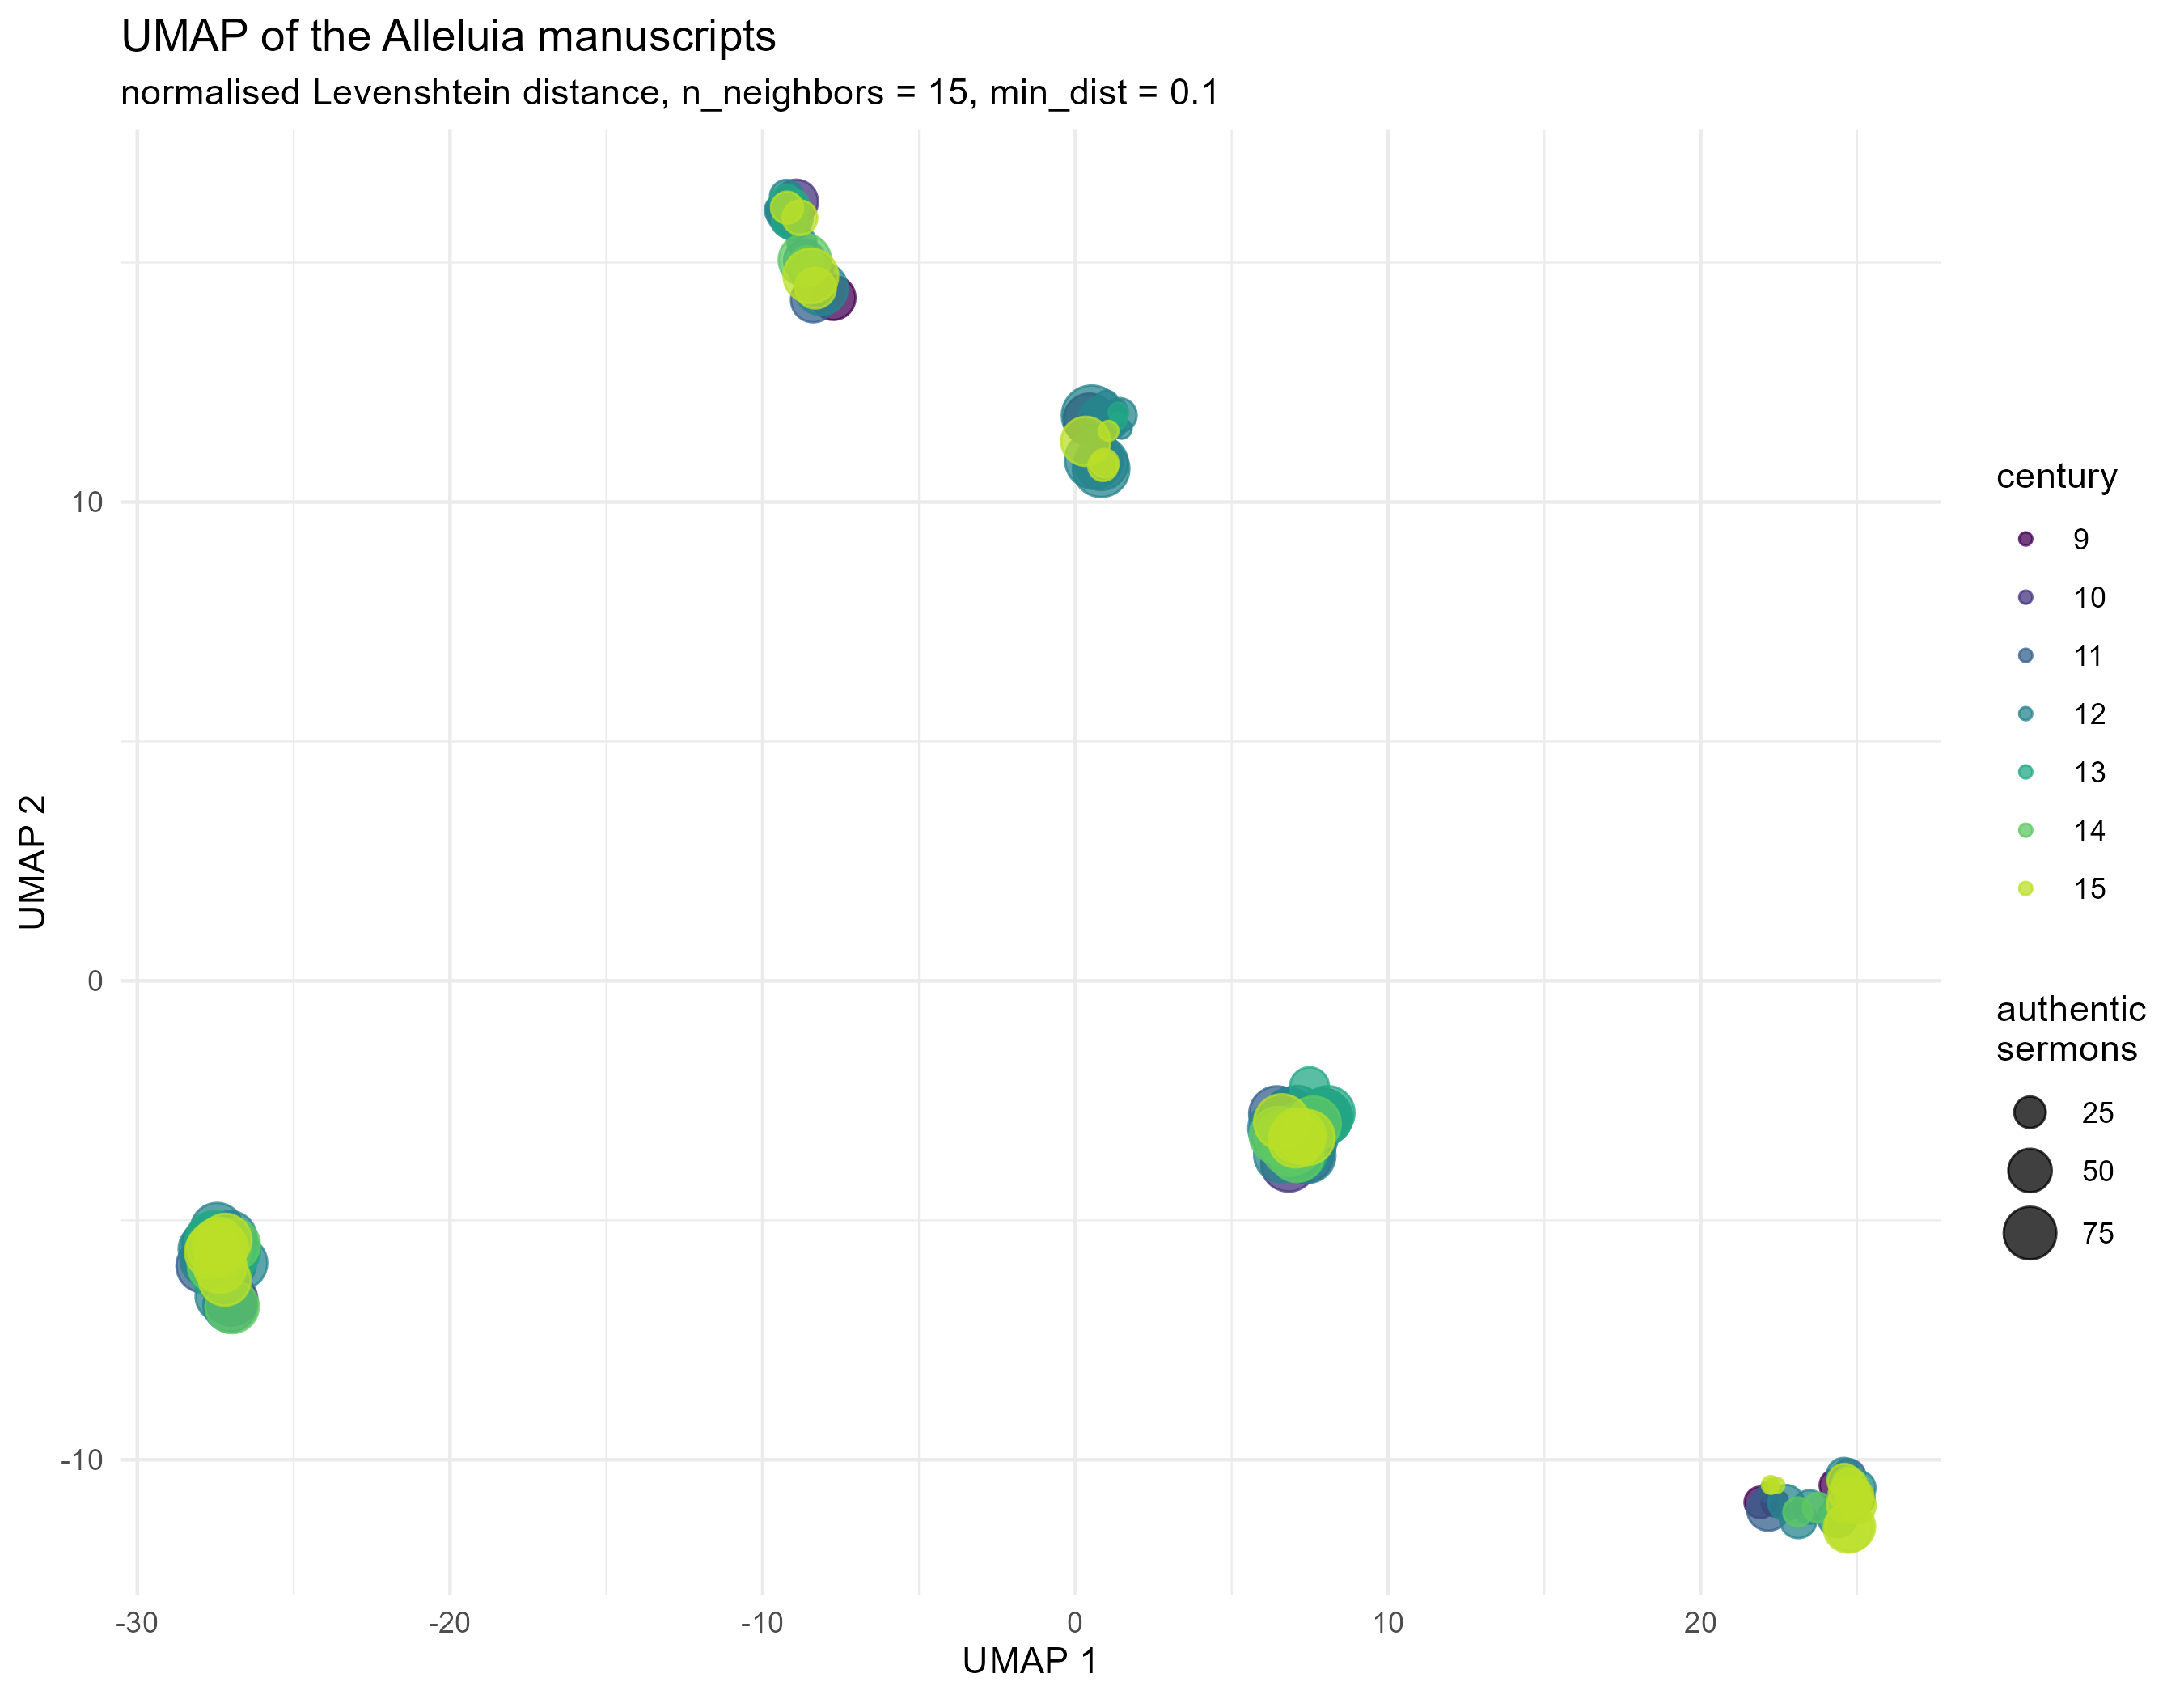 UMAP of the Alleluia manuscripts
normalised Levenshtein distance, n_neighbors = 15, min_dist = 0.1
10
0
-10
UMAP 2
-30
-20
-10
0
10
20
UMAP 1
century
9
10
11
12
13
14
15
authentic
sermons
25
50
75